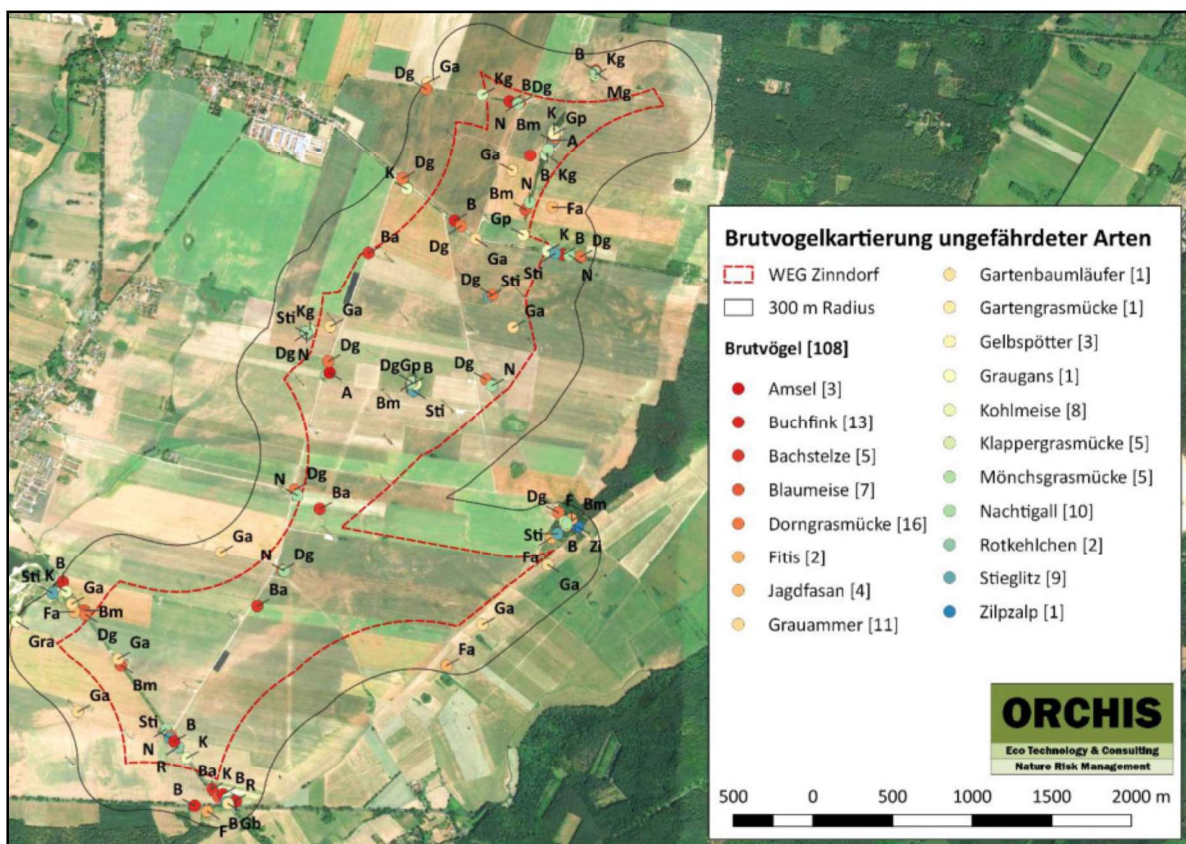 B
Kg
Dg
Ga
Kg
B
Dg
Mg
K
Gp
N
Bm
A
Ga
K
Dg
B
Kg
N
Bm
B
Fa
Gp
Dg
K
B
Dg
Ba
Ga
Sti
N
Dg
Sti
Kg
Ga
Sti
Ga
Dg
N
Dg
Dg
Gp
B
Dg
N
A
Bm
Sti
Dg
N
Ba
Dg
F
Bm
Sti
B
Zi
Ga
Fa
Ga
N
Dg
B
Sti
K
Ga
Ba
Fa
Bm
Ga
Gra
Dg
Ga
Fa
Bm
Ga
Sti
B
N
K
R
Ba
K
B
R
B
F
B
Gb
Brutvogelkartierung ungefährdeter Arten
WEG Zinndorf
300 m Radius
Brutvögel [108]
Amsel [3]
Buchfink [13]
Bachstelze [5]
Blaumeise [7]
Dorngrasmücke [16]
Fitis [2]
Jagdfasan [4]
Grauammer [11]
Gartenbaumläufer [1]
Gartengrasmücke [1]
Gelbspötter [3]
Graugans [1]
Kohlmeise [8]
Klappergrasmücke [5]
Mönchsgrasmücke [5]
Nachtigall [10]
Rotkehlchen [2]
Stieglitz [9]
Zilpzalp [1]
ORCHIS
Eco Technology & Consulting
Nature Risk Management
500 0 500 1000 1500 2000 m